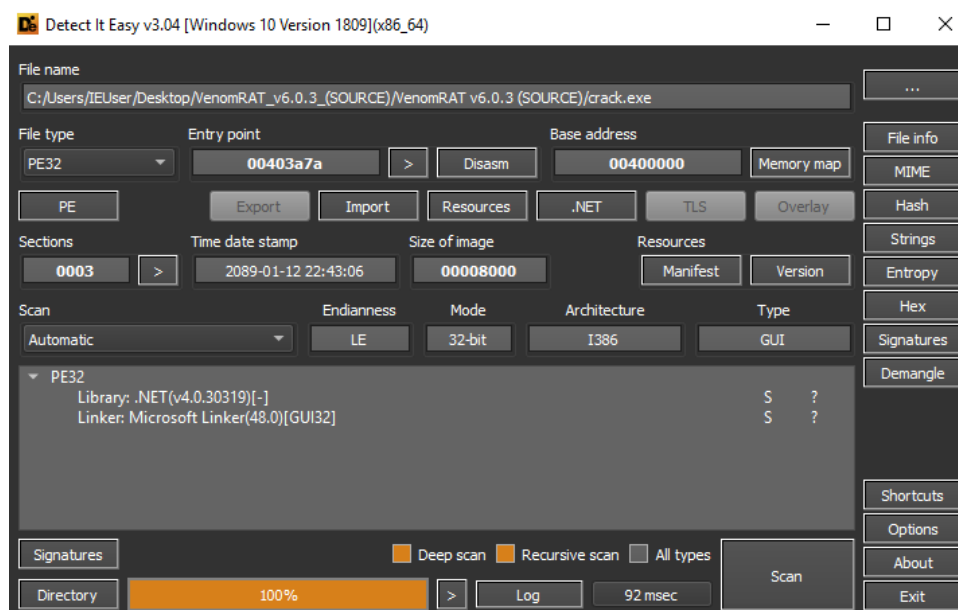 Detect It Easy v3.04 [Windows 10 Version 1809](x86_64)
File name
C:/Users/IEUser/Desktop/VenomRAT_v6.0.3_(SOURCE)/VenomRAT v6.0.3 (SOURCE)/crack.exe
...
File type Entry point Base address
PE32 00403a7a > Disasm 00400000 Memory map
File info
MIME
PE Export Import Resources .NET TLS Overlay
Hash
Sections Time date stamp Size of image Resources
Strings
0003 > 2089-01-12 22:43:06 00008000 Manifest Version
Entropy
Scan Endianness Mode Architecture Type
Hex
Automatic LE 32-bit I386 GUI
Signatures
PE32
Demangle
Library: .NET(v4.0.30319)[-] S ?
Linker: Microsoft Linker(48.0)[GUI32] S ?
Shortcuts
Options
Signatures Deep scan Recursive scan All types
Scan
About
Directory 100% > Log 92 msec
Exit